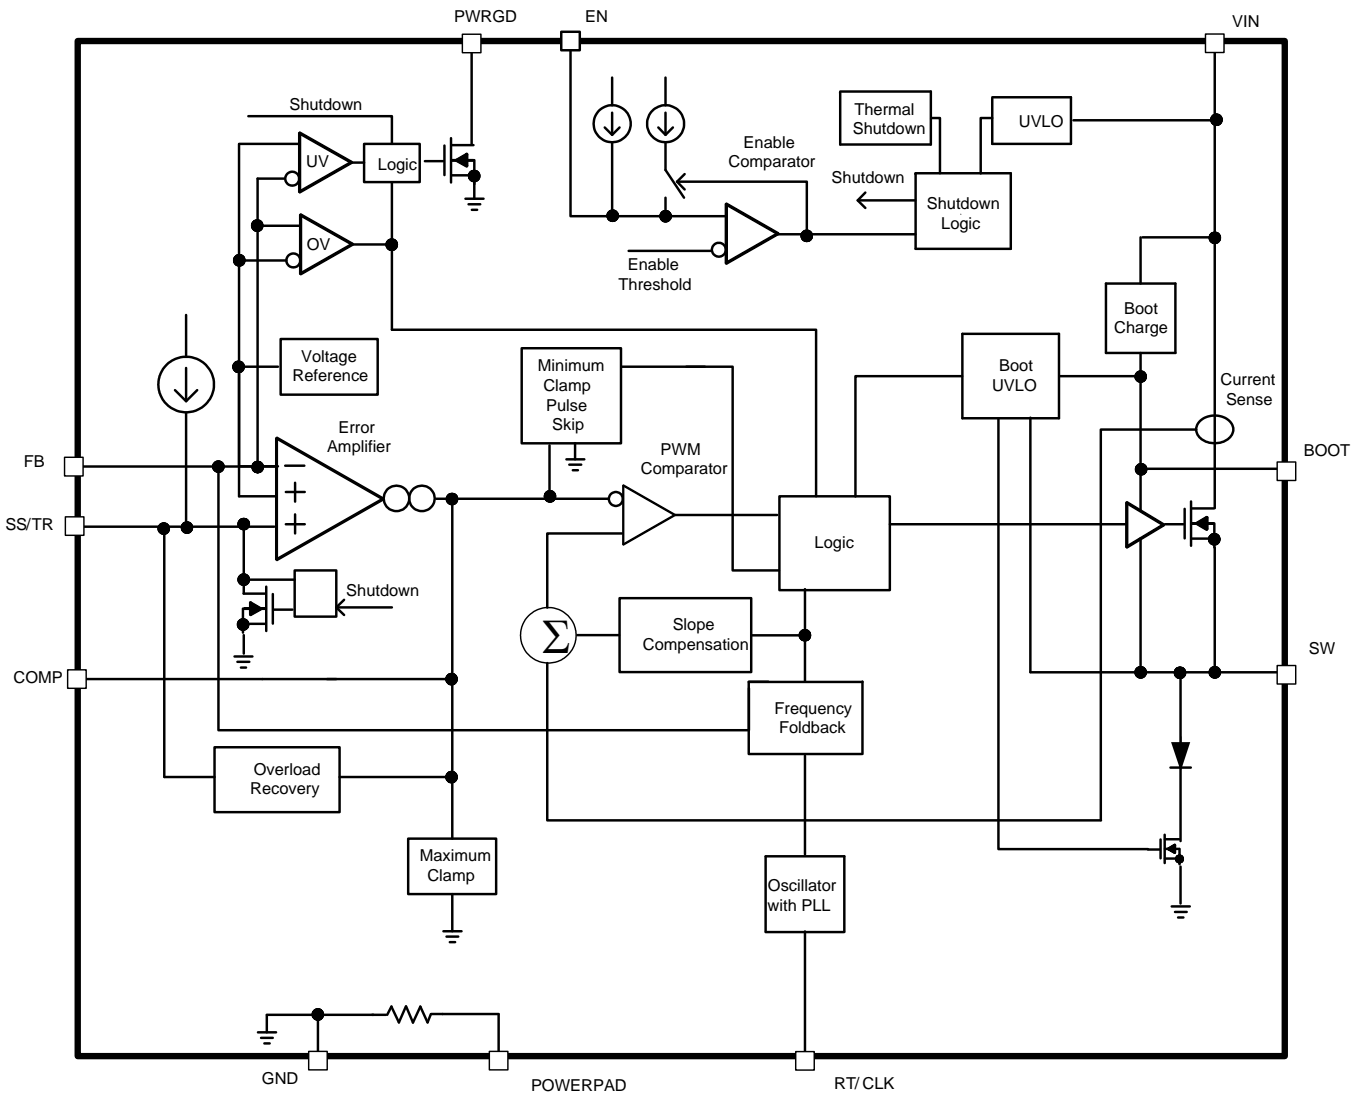 PWRGD
EN
VIN
Shutdown
UV
Logic
OV
Enable
Comparator
Enable
Threshold
Thermal
Shutdown
UVLO
Shutdown
Shutdown
Logic
Boot
Charge
Voltage
Reference
Minimum
Clamp
Pulse
Skip
Boot
UVLO
Current
Sense
Error
Amplifier
PWM
Comparator
FB
BOOT
−
+
+
SS/TR
Logic
Shutdown
Σ
Slope
Compensation
COMP
SW
Frequency
Foldback
Overload
Recovery
Maximum
Clamp
Oscillator
with PLL
GND
POWERPAD
RT/CLK